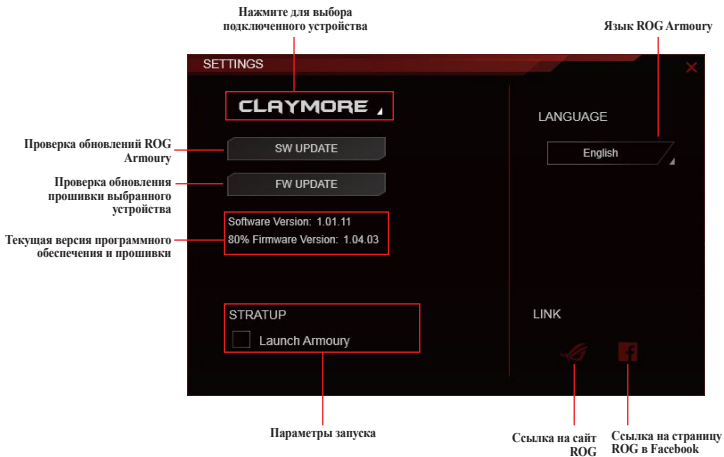 Нажмите для выбора
подключенного устройства
Язык ROG Armoury
SETTINGS
CLAYMORE
LANGUAGE
Проверка обновлений ROG
Armoury
SW UPDATE
English
Проверка обновления
прошивки выбранного
устройства
FW UPDATE
Software Version: 1.01.11
80% Firmware Version: 1.04.03
Текущая версия программного
обеспечения и прошивки
STRATUP
LINK
Launch Armoury
Параметры запуска
Ссылка на сайт
ROG
Ссылка на страницу
ROG в Facebook